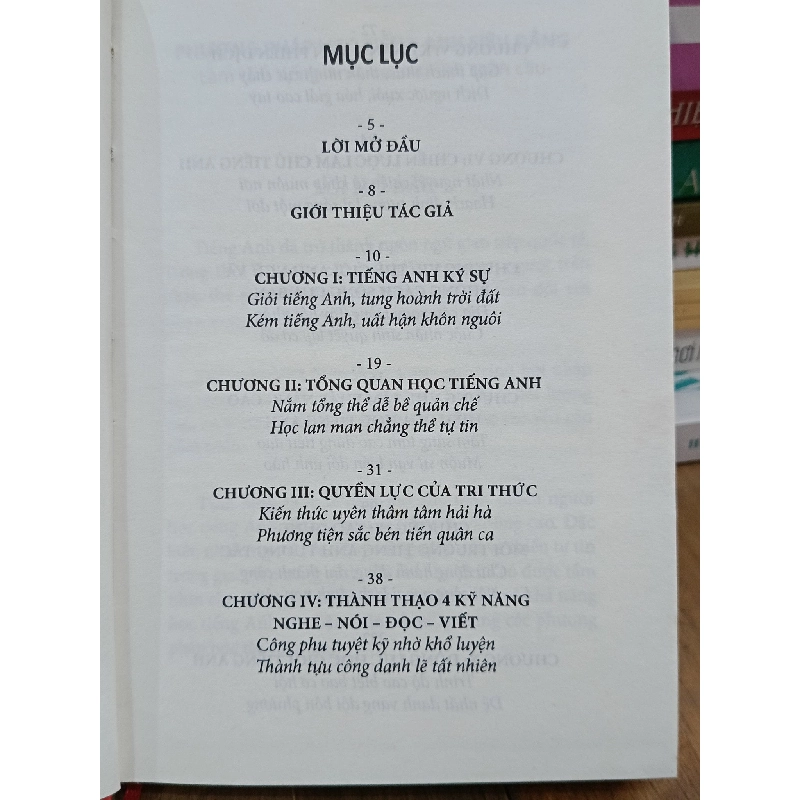 MỤC LỤC
- 5 -
LỜI MỞ ĐẦU
- 8 -
GIỚI THIỆU TÁC GIẢ
- 10 -
CHƯƠNG I: TIẾNG ANH KÝ SỰ
Giỏi tiếng Anh, tung hoành trời đất
Kém tiếng Anh, uất hận khôn nguôi
- 19 -
CHƯƠNG II: TỔNG QUAN HỌC TIẾNG ANH
Nắm tổng thể dễ bề quản chế
Học lan man chẳng thể tự tin
- 31 -
CHƯƠNG III: QUYỀN LỰC CỦA TRI THỨC
Kiến thức uyên thâm tâm hải hà
Phương tiện sắc bén tiến quân ca
- 38 -
CHƯƠNG IV: THÀNH THẠO 4 KỸ NĂNG
NGHE – NÓI – ĐỌC – VIẾT
Công phu tuyệt kỹ nhờ khổ luyện
Thành tựu công danh lẽ tất nhiên